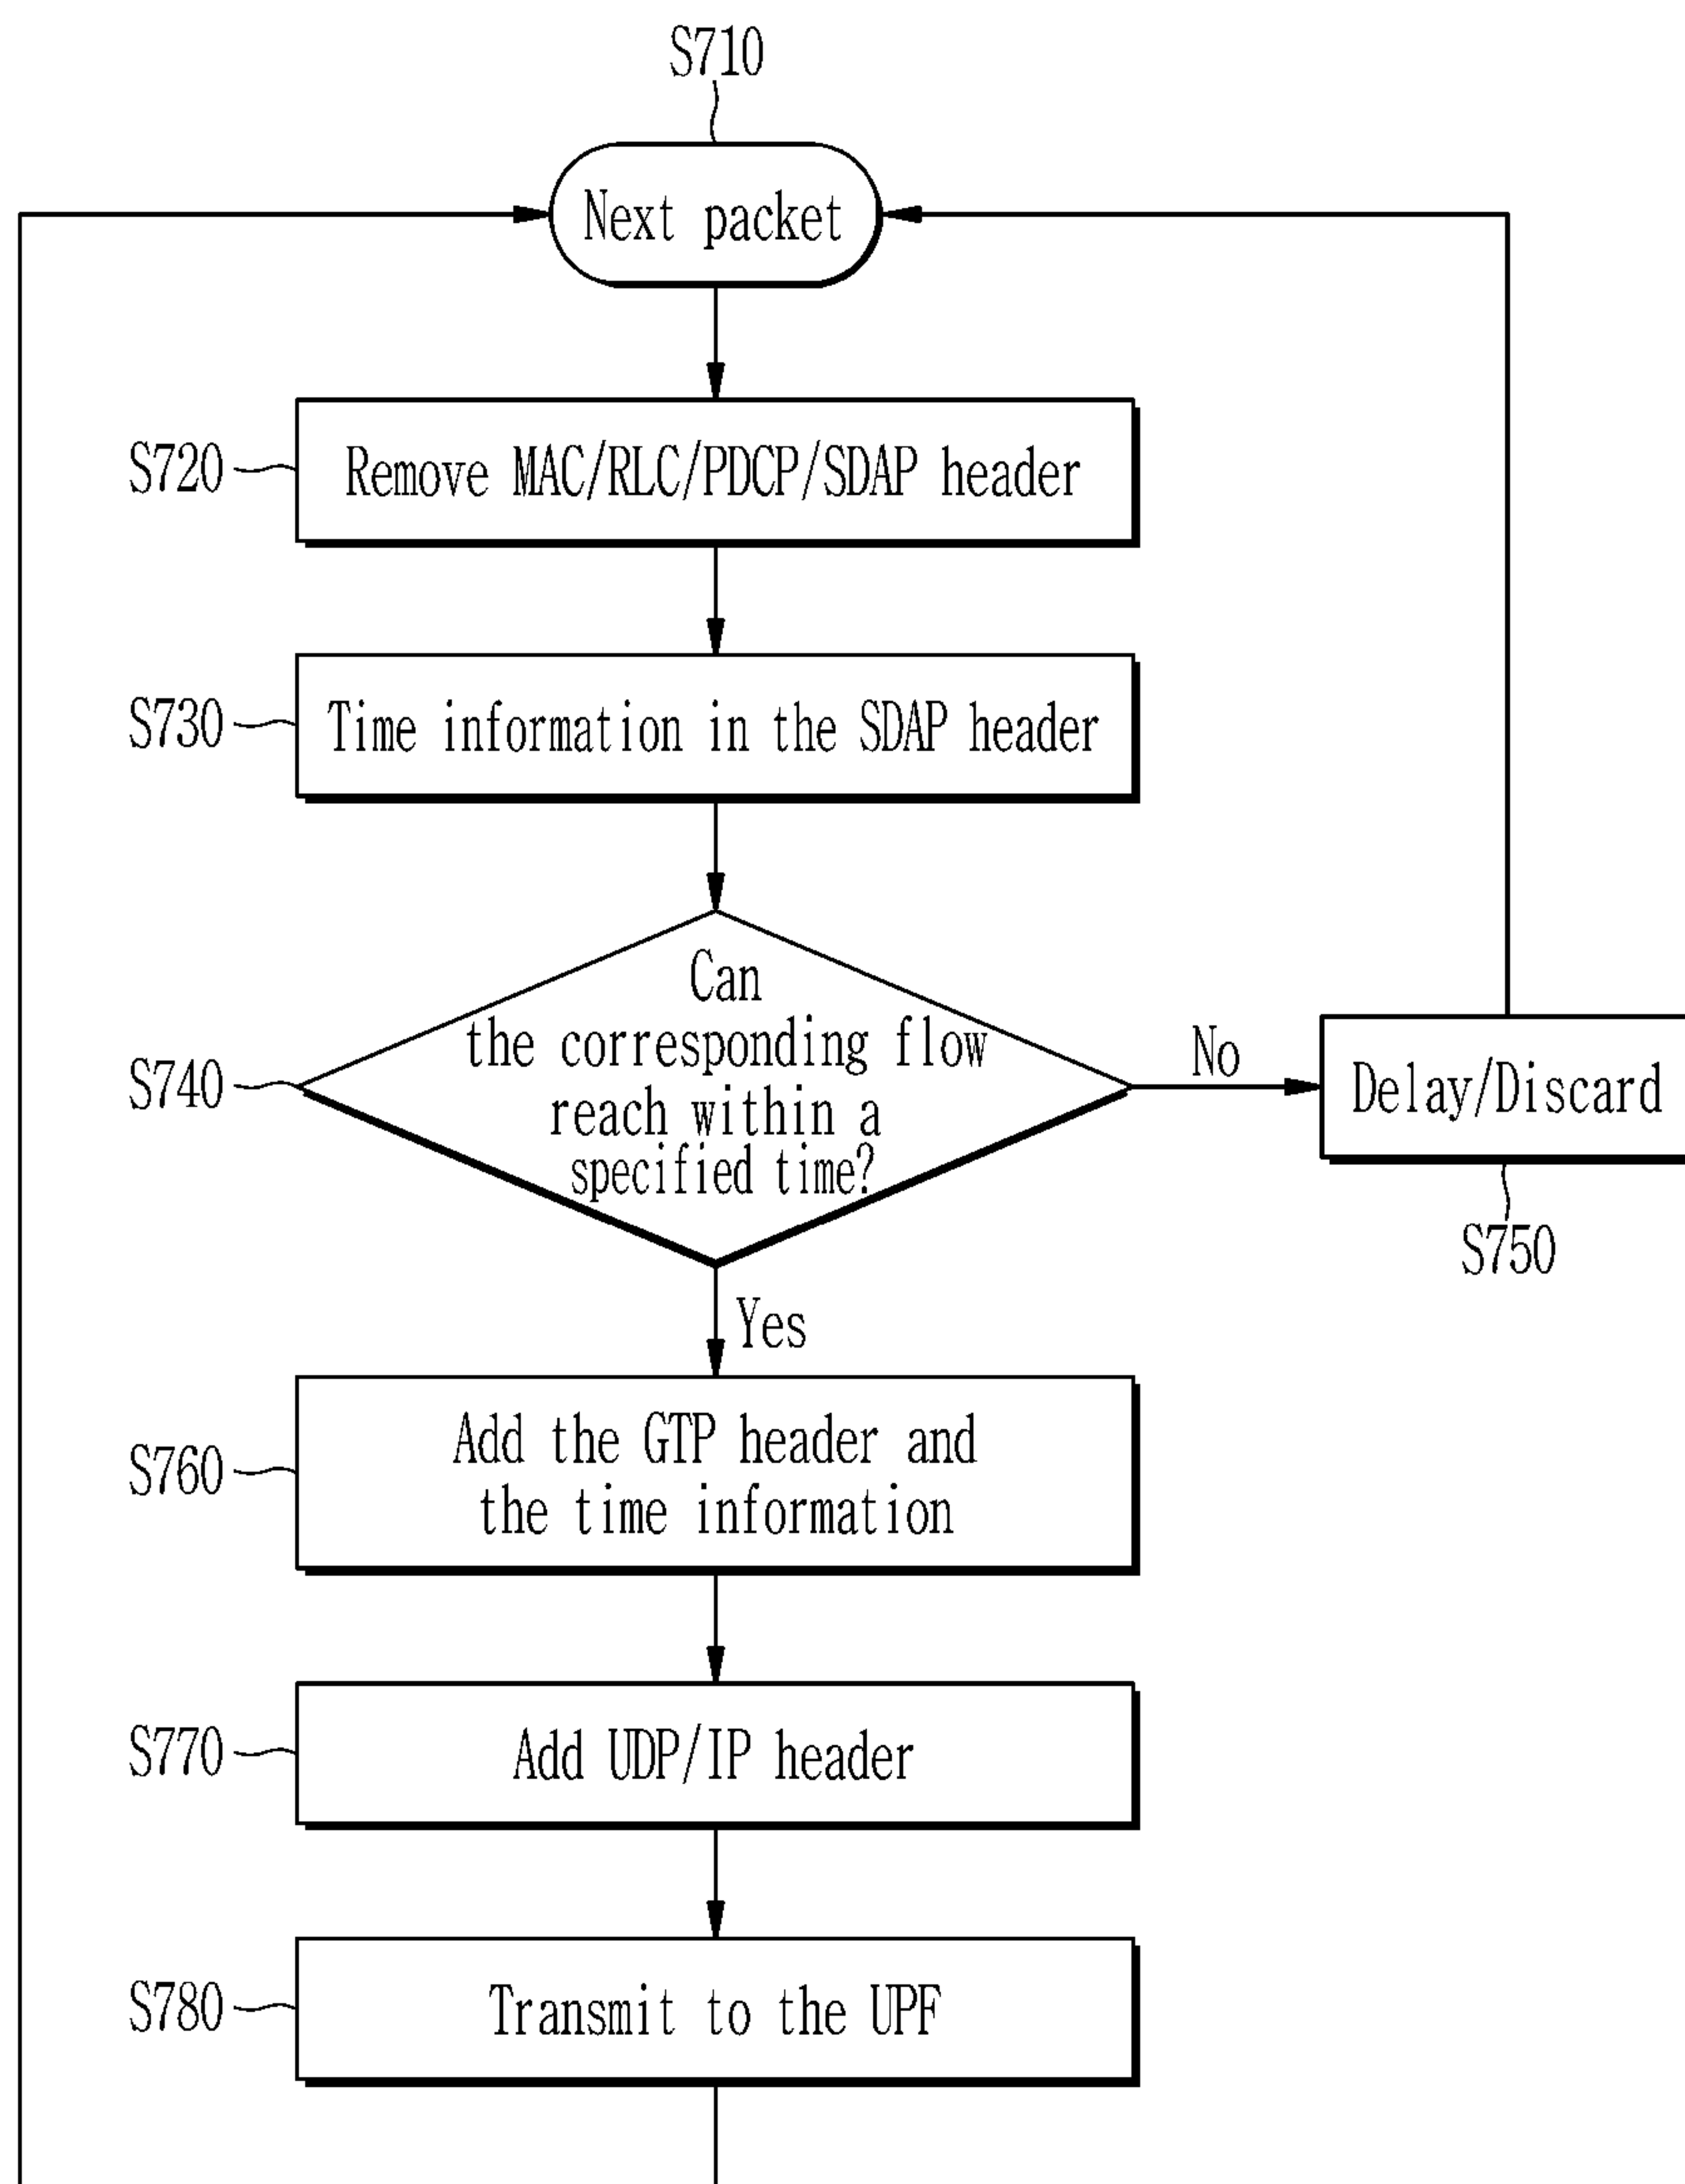 S710
Next packet
S720
Remove MAC/RLC/PDCP/SDAP header
S730
Time information in the SDAP header
S740
Can
the corresponding flow
reach within a
specified time?
No
Delay/Discard
S750
Yes
S760
Add the GTP header and
the time information
S770
Add UDP/IP header
S780
Transmit to the UPF